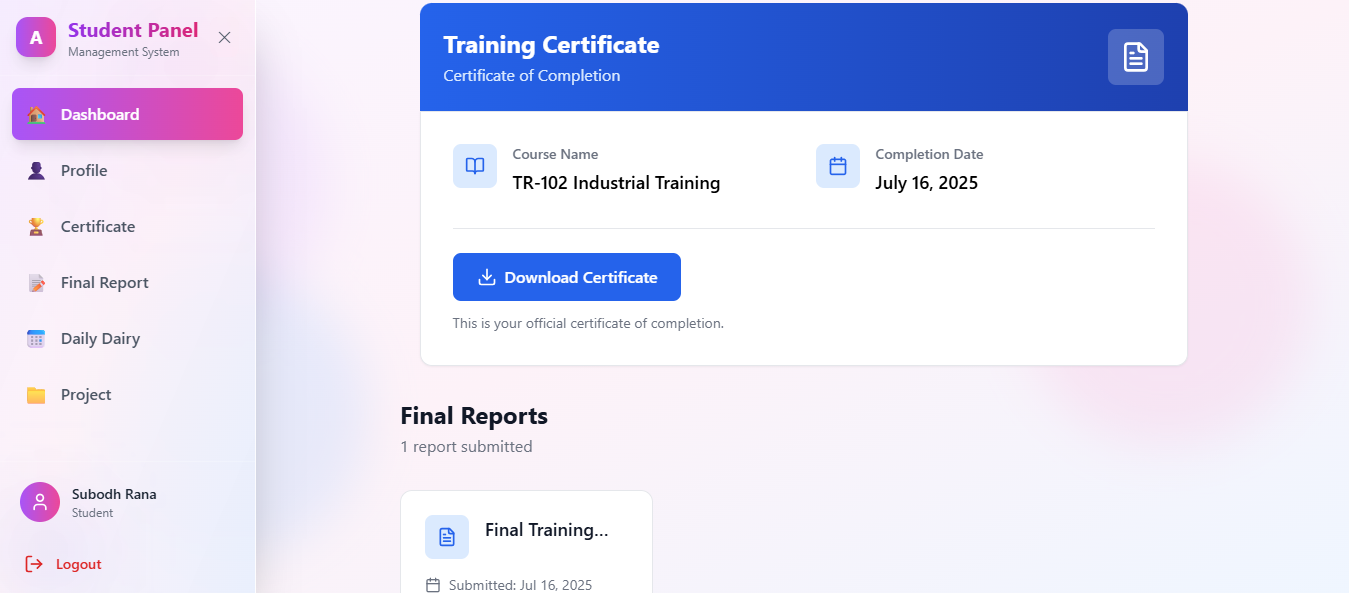 A
Student Panel
Management System
Dashboard
Profile
Certificate
Final Report
Daily Dairy
Project
Subodh Rana
Student
Logout
Training Certificate
Certificate of Completion
Course Name
TR-102 Industrial Training
Completion Date
July 16, 2025
Download Certificate
This is your official certificate of completion.
Final Reports
1 report submitted
Final Training...
Submitted: Jul 16, 2025